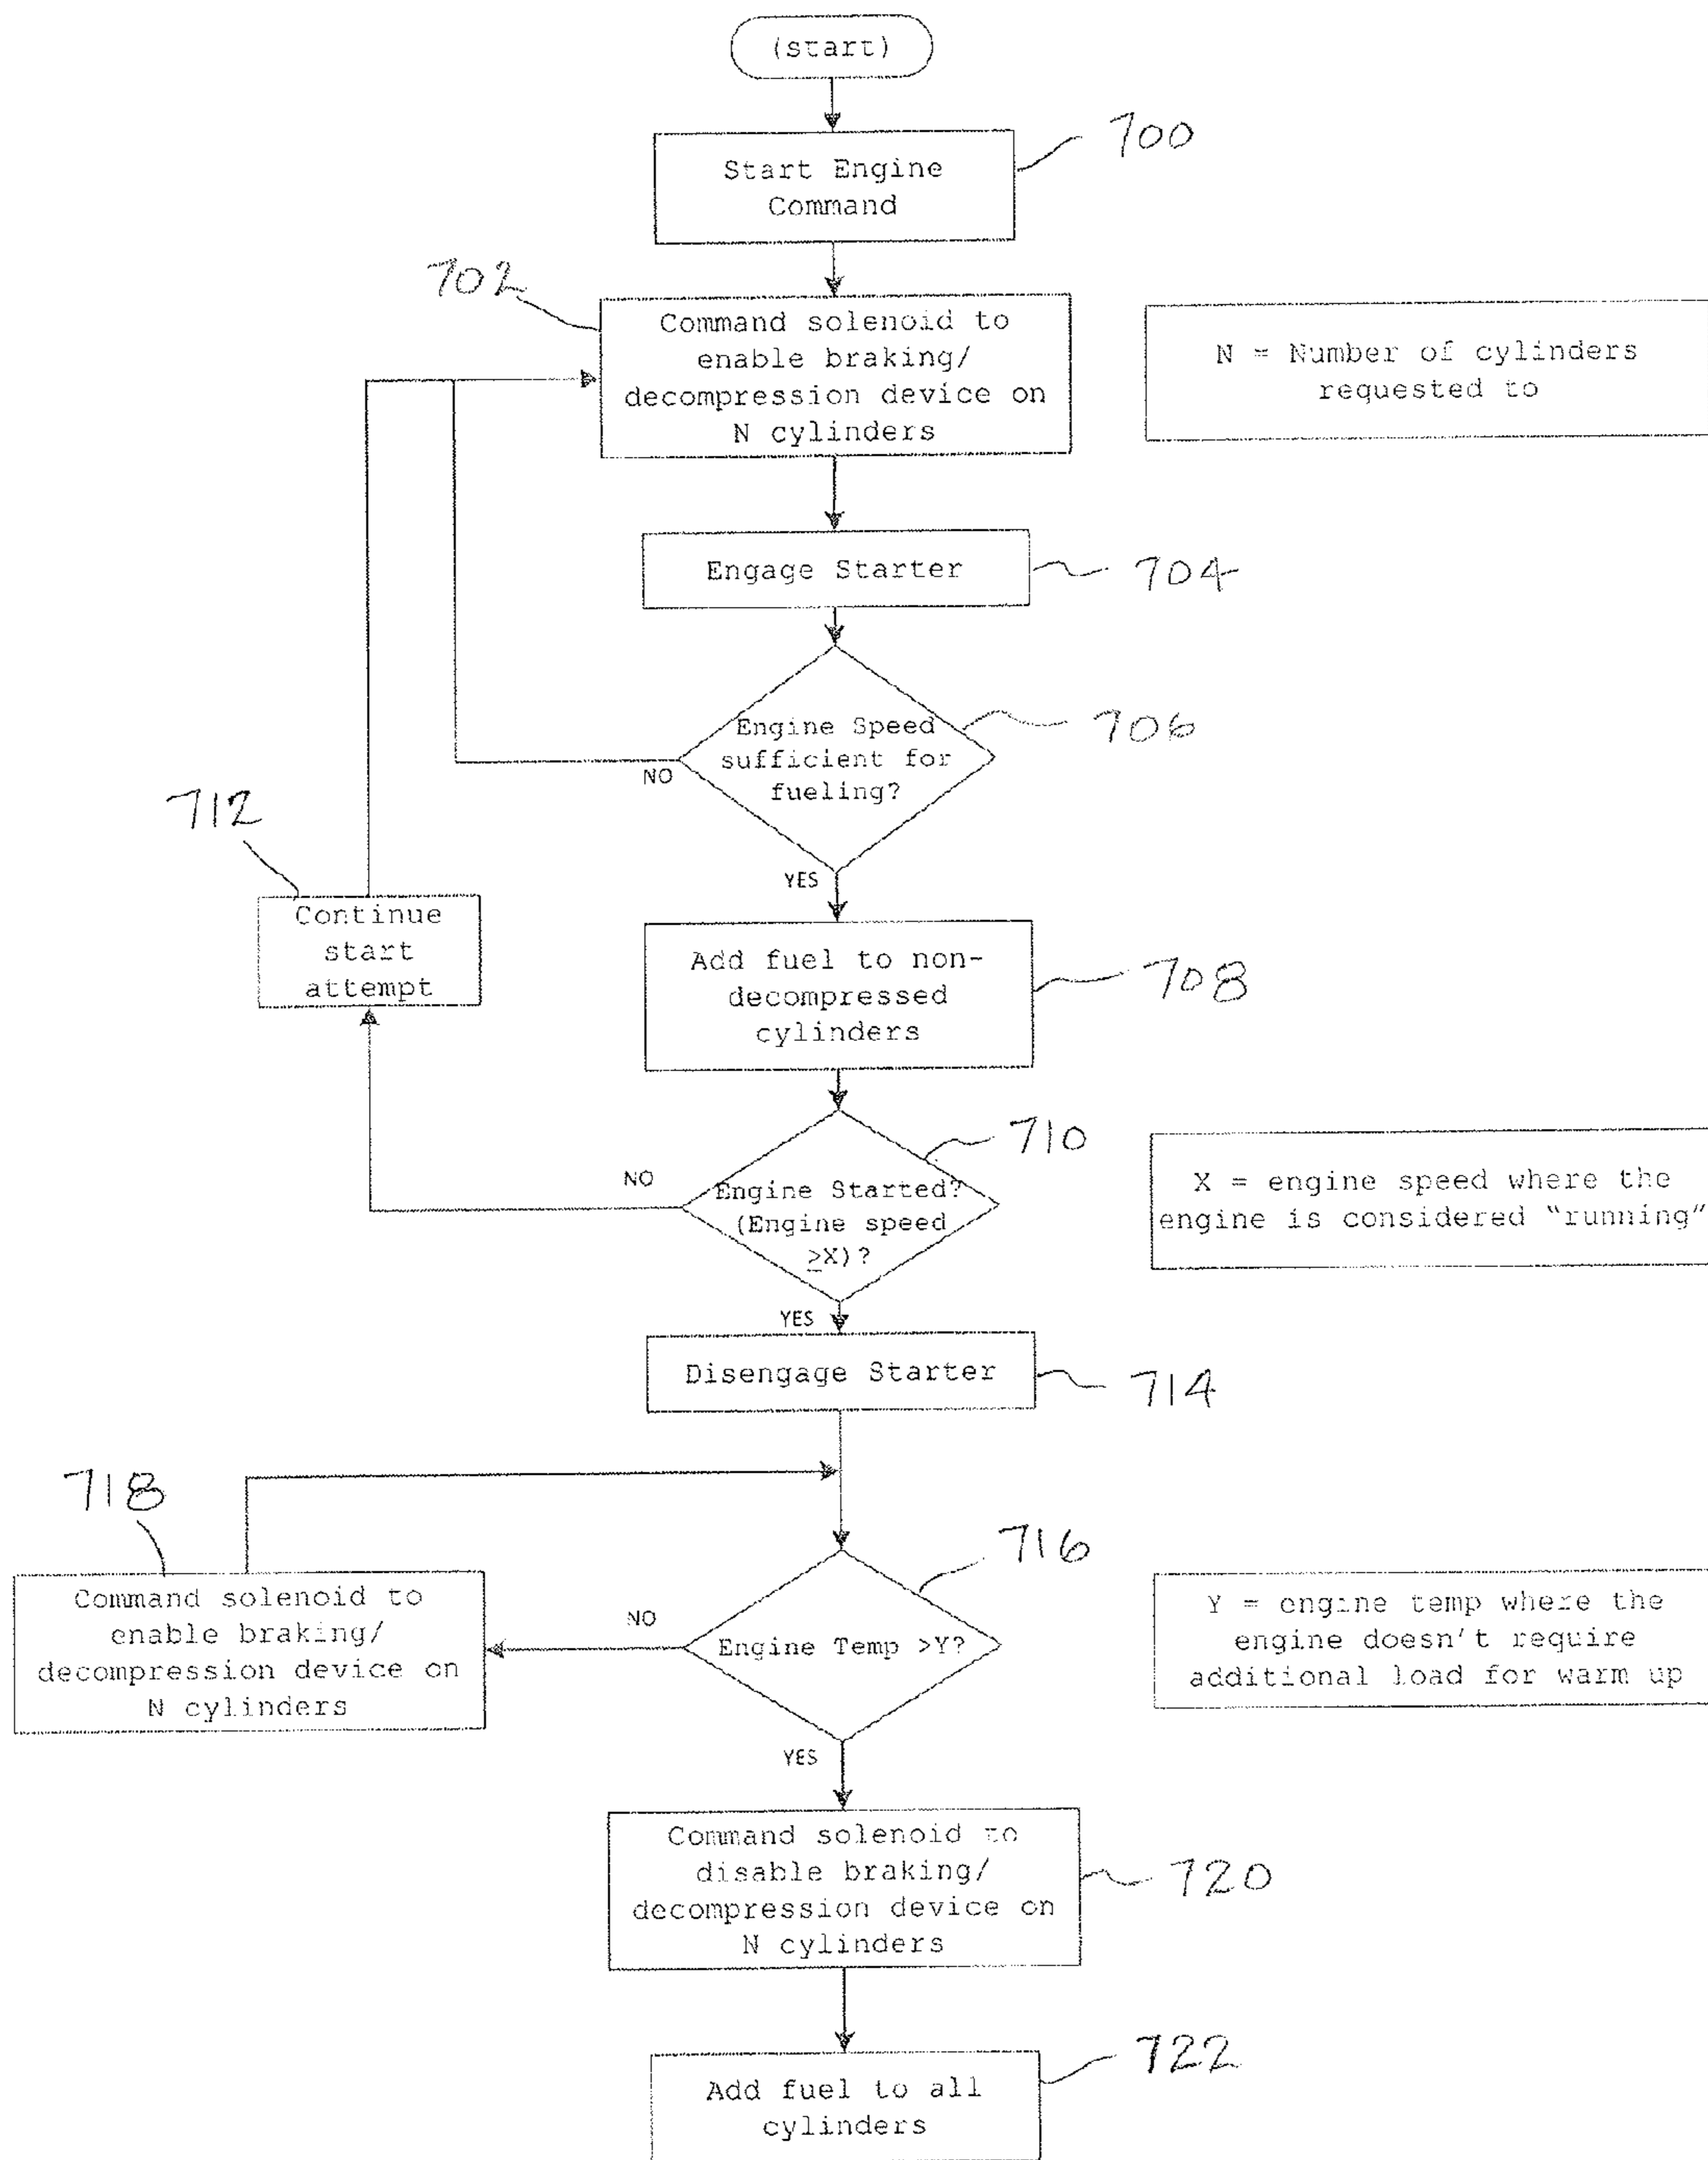 (start)
700
Start Engine
Command
702
Command solenoid to
enable braking/
decompression device on
N cylinders
N = Number of cylinders
requested to
Engage Starter
704
706
Engine Speed
sufficient for
fueling?
NO
YES
712
Continue
start
attempt
Add fuel to non-
decompressed
cylinders
708
710
NO
Engine Started?
(Engine speed
≥X)?
X = engine speed where the
engine is considered "running"
YES
Disengage Starter
714
718
716
Command solenoid to
enable braking/
decompression device on
N cylinders
NO
Engine Temp >Y?
Y = engine temp where the
engine doesn't require
additional load for warm up
YES
Command solenoid to
disable braking/
decompression device on
N cylinders
720
722
Add fuel to all
cylinders